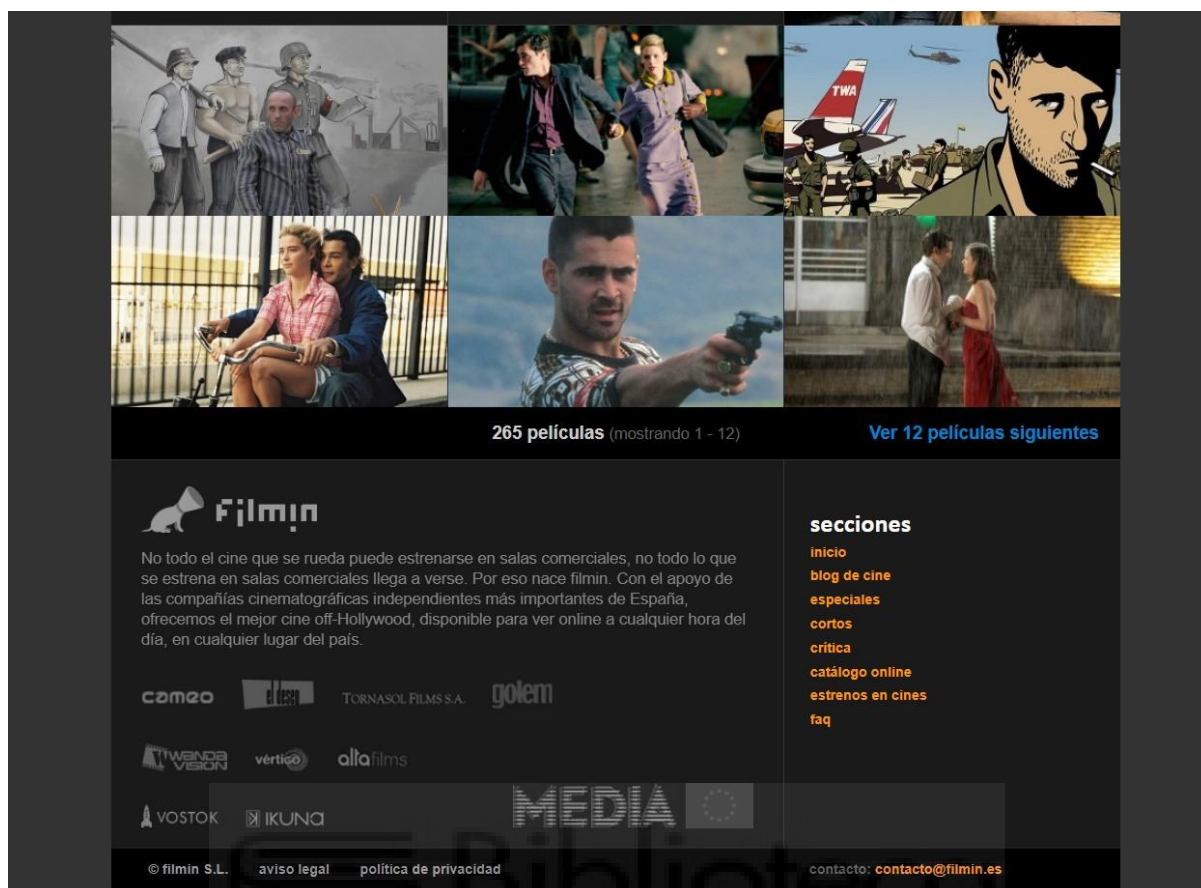 TWA
265 películas (mostrando 1 - 12)
Ver 12 películas siguientes
filmin
No todo el cine que se rueda puede estrenarse en salas comerciales, no todo lo que
se estrena en salas comerciales llega a verse. Por eso nace filmin. Con el apoyo de
las compañías cinematográficas independientes más importantes de España,
ofrecemos el mejor cine off-Hollywood, disponible para ver online a cualquier hora del
día, en cualquier lugar del país.
cameo el deseo TORNASOL FILMS S.A. golem
WANDA VISION vértigo altafilms
VOSTOK IKUNA MEDIA
secciones
inicio
blog de cine
especiales
cortos
crítica
catálogo online
estrenos en cines
faq
© filmin S.L. aviso legal política de privacidad
contacto: contacto@filmin.es